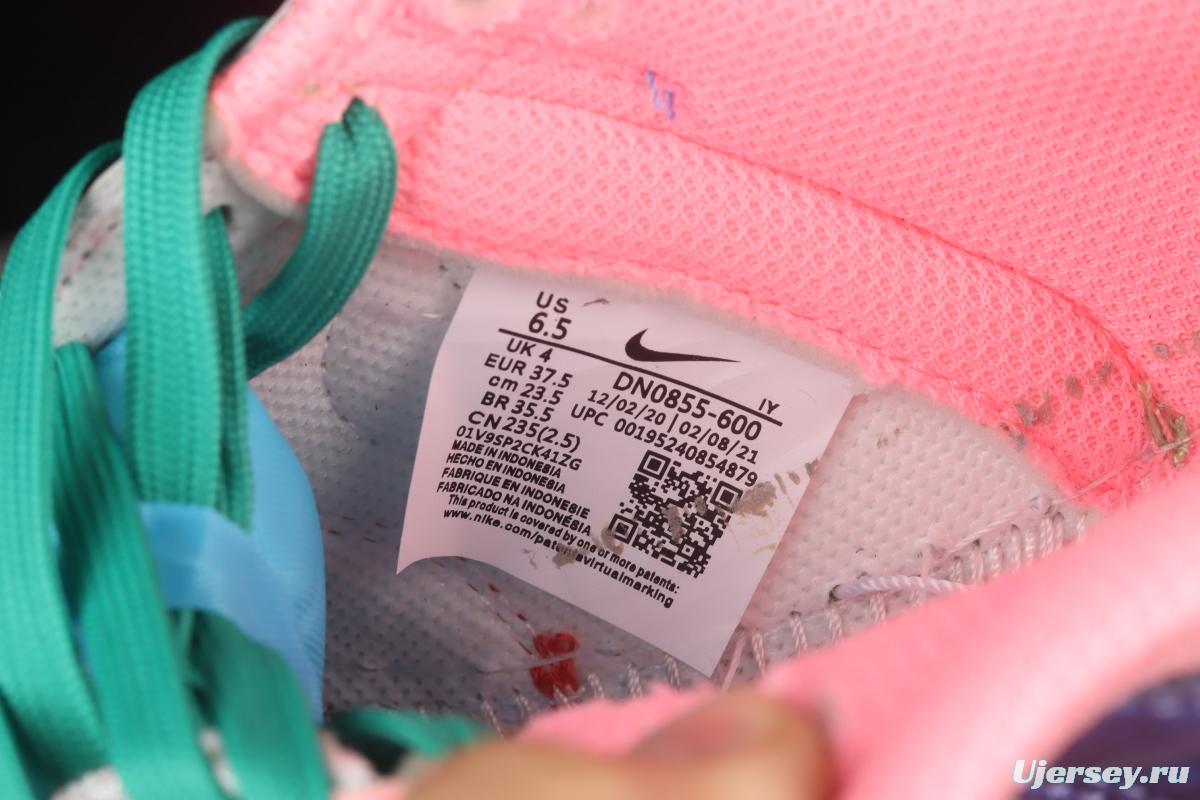 US
6.5
UK 4
EUR 37.5
cm 23.5
BR 35.5
CN 235(2.5)
DN0855-600
IY
12/02/20 | 02/08/21
UPC 00195240854879
01V9SP2CK41ZG
MADE IN INDONESIA
HECHO EN INDONESIA
FABRIQUE EN INDONESIE
FABRICADO NA INDONÉSIA
This product is covered by one or more patents:
www.nike.com/patentvirtualmarking
Ujersey.ru